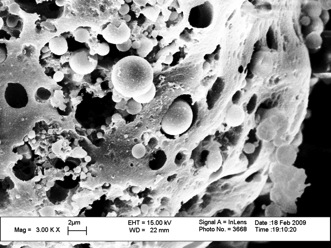 2µm
EHT = 15.00 kV
Signal A = InLens
Date :18 Feb 2009
Mag = 3.00 K X
WD = 22 mm
Photo No. = 3668
Time :19:10:20